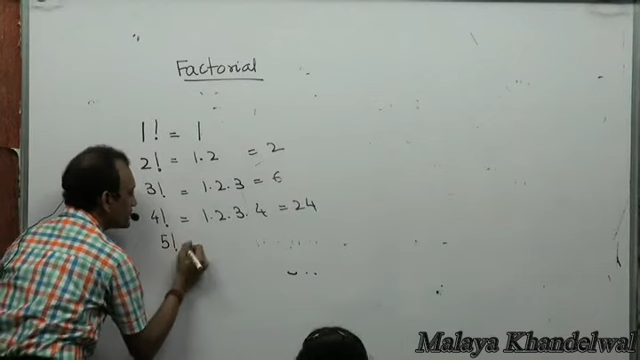 Factorial
1! = 1
2! = 1.2 = 2
3! = 1.2.3 = 6
4! = 1.2.3.4 = 24
5!
Malaya Khandelwal